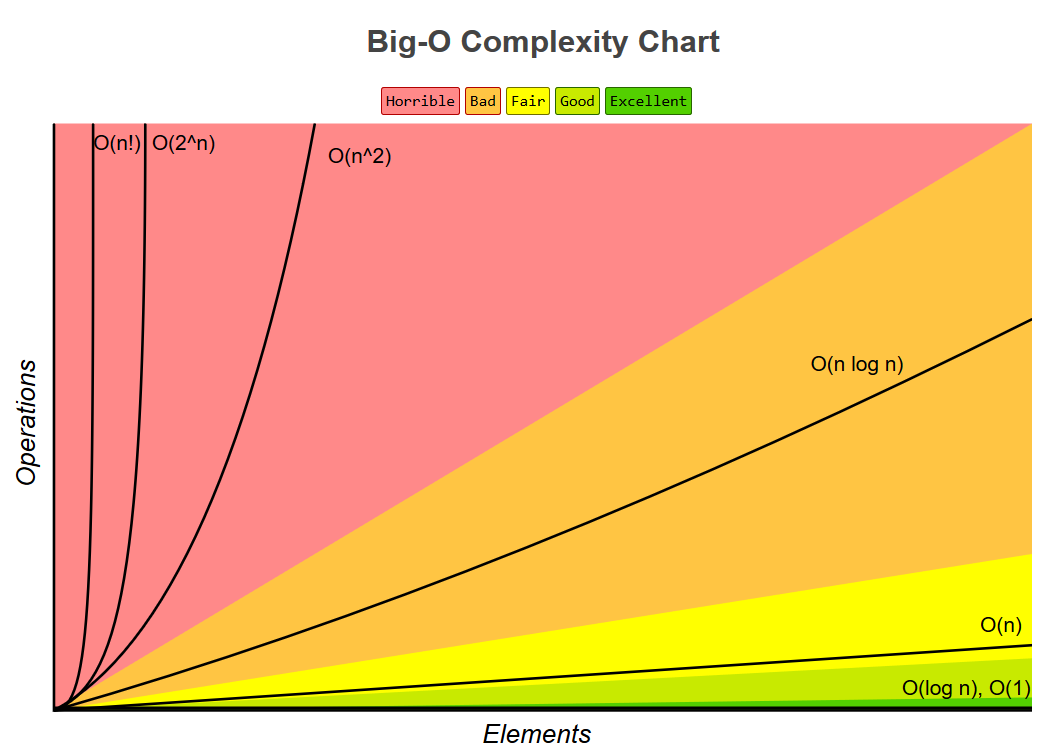 Big-O Complexity Chart
Horrible Bad Fair Good Excellent
O(n!) O(2^n) O(n^2)
O(n log n)
O(n)
O(log n), O(1)
Operations
Elements